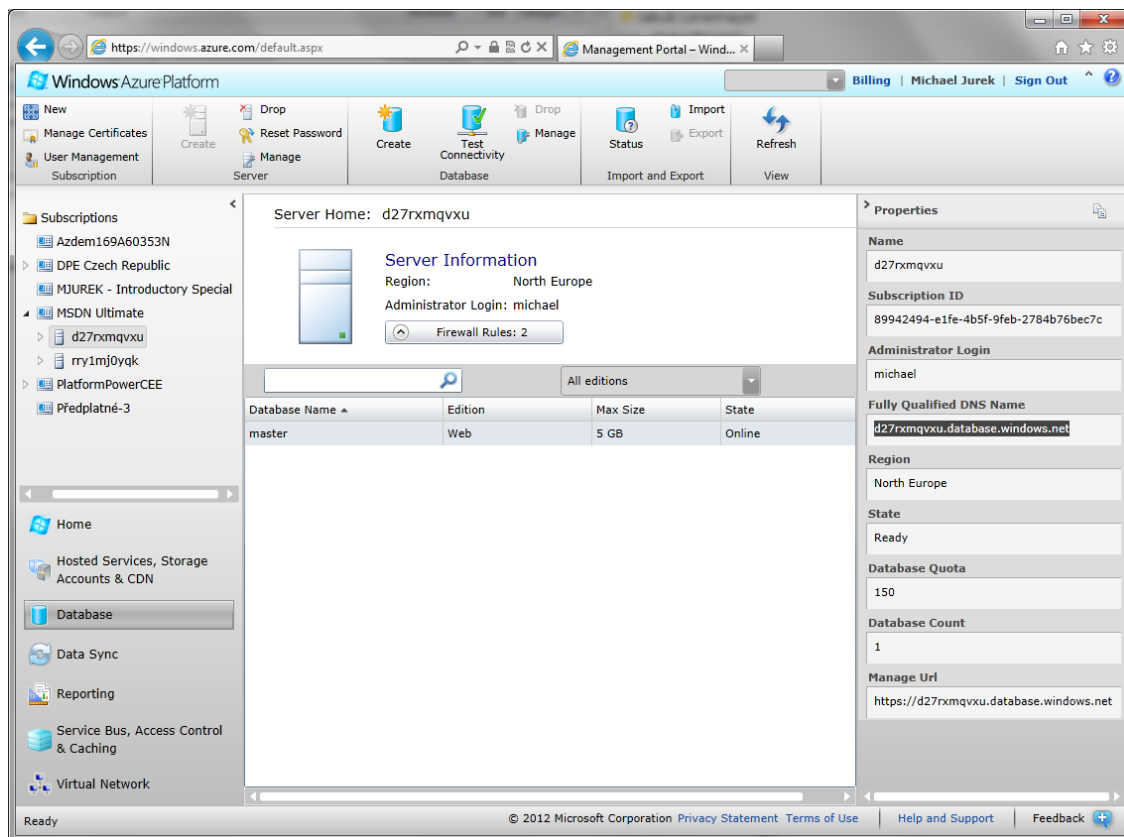 https://windows.azure.com/default.aspx
Management Portal – Wind...
Windows Azure Platform
Billing | Michael Jurek | Sign Out
New
Manage Certificates
User Management
Subscription
Create
Drop
Reset Password
Manage
Server
Create
Test Connectivity
Drop
Manage
Database
Status
Import
Export
Import and Export
Refresh
View
Subscriptions
Azdem169A60353N
DPE Czech Republic
MJUREK - Introductory Special
MSDN Ultimate
d27rxmqvxu
rry1mj0yqk
PlatformPowerCEE
Předplatné-3
Home
Hosted Services, Storage
Accounts & CDN
Database
Data Sync
Reporting
Service Bus, Access Control
& Caching
Virtual Network
Server Home: d27rxmqvxu
Server Information
Region: North Europe
Administrator Login: michael
Firewall Rules: 2
All editions
Database Name Edition Max Size State
master Web 5 GB Online
Properties
Name
d27rxmqvxu
Subscription ID
89942494-e1fe-4b5f-9feb-2784b76bec7c
Administrator Login
michael
Fully Qualified DNS Name
d27rxmqvxu.database.windows.net
Region
North Europe
State
Ready
Database Quota
150
Database Count
1
Manage Url
https://d27rxmqvxu.database.windows.net
Ready
© 2012 Microsoft Corporation Privacy Statement Terms of Use
Help and Support
Feedback